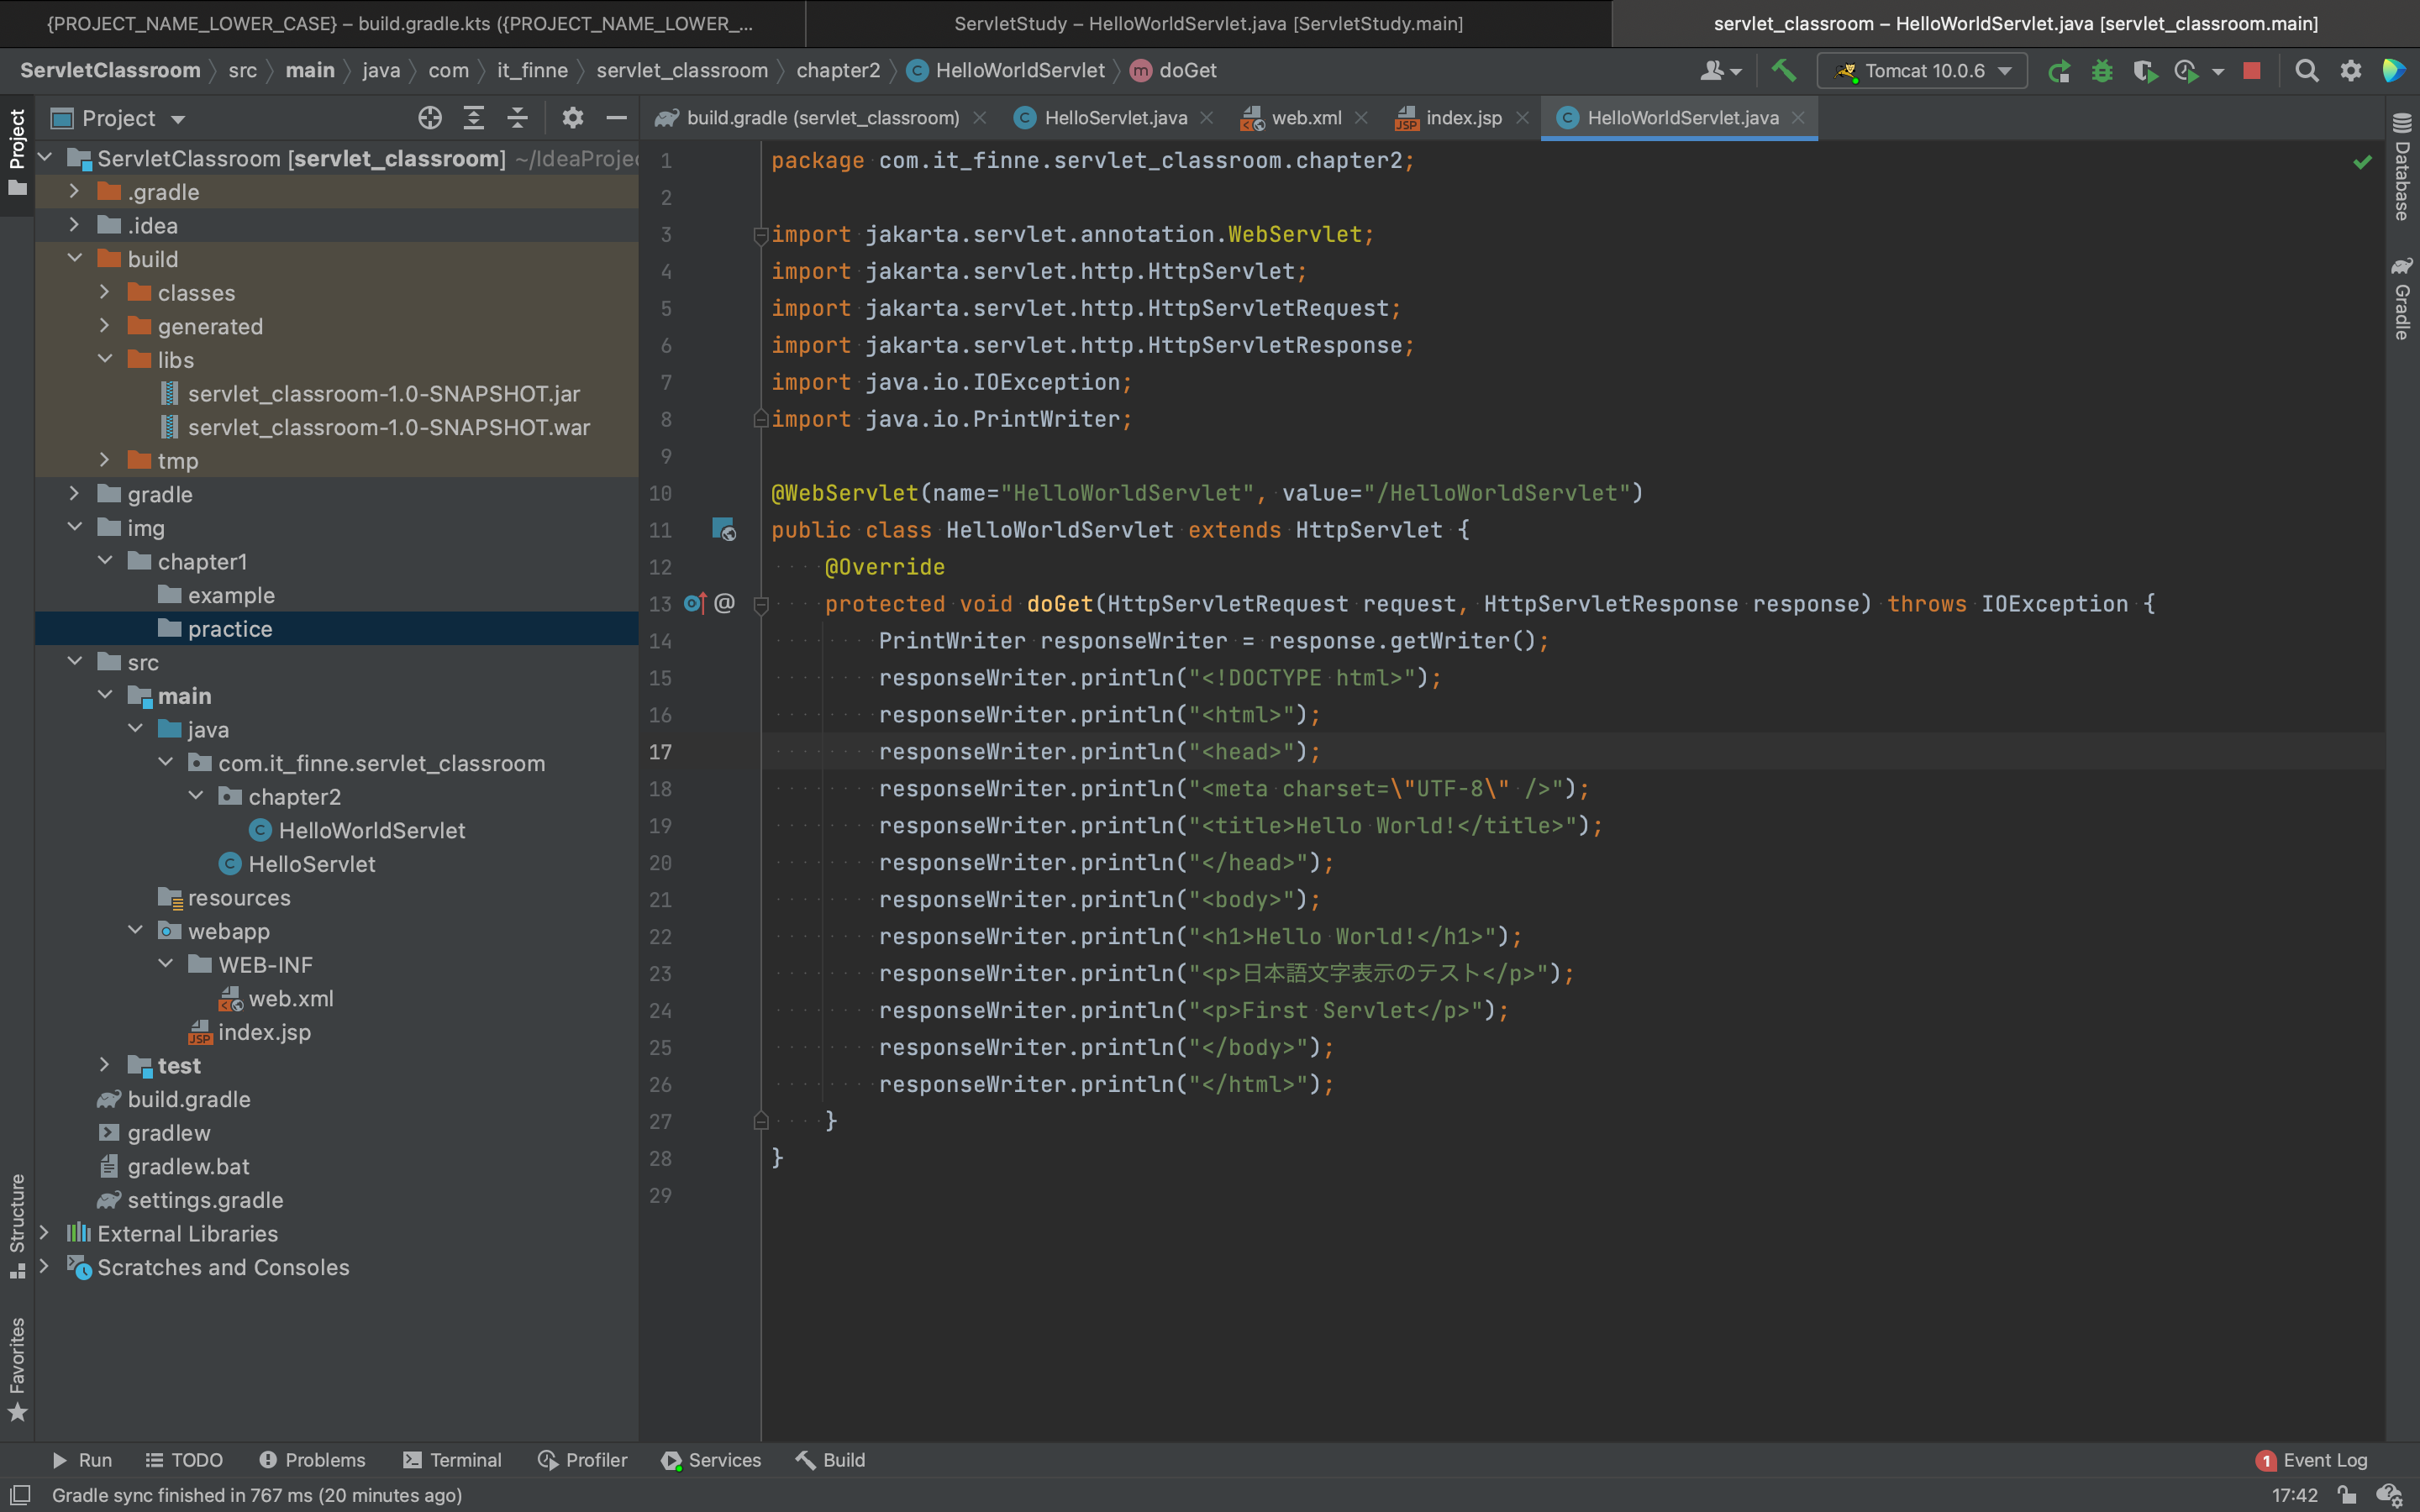 {PROJECT_NAME_LOWER_CASE} – build.gradle.kts ({PROJECT_NAME_LOWER_...
ServletStudy – HelloWorldServlet.java [ServletStudy.main]
servlet_classroom – HelloWorldServlet.java [servlet_classroom.main]
ServletClassroom src main java com it_finne servlet_classroom chapter2 C HelloWorldServlet m doGet
Tomcat 10.0.6
Project
Project
build.gradle (servlet_classroom)
C HelloServlet.java
web.xml
JSP index.jsp
C HelloWorldServlet.java
Database
Gradle
Structure
Favorites
ServletClassroom [servlet_classroom] ~/IdeaProje
.gradle
.idea
build
classes
generated
libs
servlet_classroom-1.0-SNAPSHOT.jar
servlet_classroom-1.0-SNAPSHOT.war
tmp
gradle
img
chapter1
example
practice
src
main
java
com.it_finne.servlet_classroom
chapter2
C HelloWorldServlet
C HelloServlet
resources
webapp
WEB-INF
web.xml
JSP index.jsp
test
build.gradle
gradlew
gradlew.bat
settings.gradle
External Libraries
Scratches and Consoles
1 package com.it_finne.servlet_classroom.chapter2;
2
3 import jakarta.servlet.annotation.WebServlet;
4 import jakarta.servlet.http.HttpServlet;
5 import jakarta.servlet.http.HttpServletRequest;
6 import jakarta.servlet.http.HttpServletResponse;
7 import java.io.IOException;
8 import java.io.PrintWriter;
9
10 @WebServlet(name="HelloWorldServlet", value="/HelloWorldServlet")
11 public class HelloWorldServlet extends HttpServlet {
12 @Override
13 @ protected void doGet(HttpServletRequest request, HttpServletResponse response) throws IOException {
14 PrintWriter responseWriter = response.getWriter();
15 responseWriter.println("<!DOCTYPE html>");
16 responseWriter.println("<html>");
17 responseWriter.println("<head>");
18 responseWriter.println("<meta charset=\"UTF-8\" />");
19 responseWriter.println("<title>Hello World!</title>");
20 responseWriter.println("</head>");
21 responseWriter.println("<body>");
22 responseWriter.println("<h1>Hello World!</h1>");
23 responseWriter.println("<p>日本語文字表示のテスト</p>");
24 responseWriter.println("<p>First Servlet</p>");
25 responseWriter.println("</body>");
26 responseWriter.println("</html>");
27 }
28 }
29
Run TODO Problems Terminal Profiler Services Build 1 Event Log
Gradle sync finished in 767 ms (20 minutes ago) 17:42